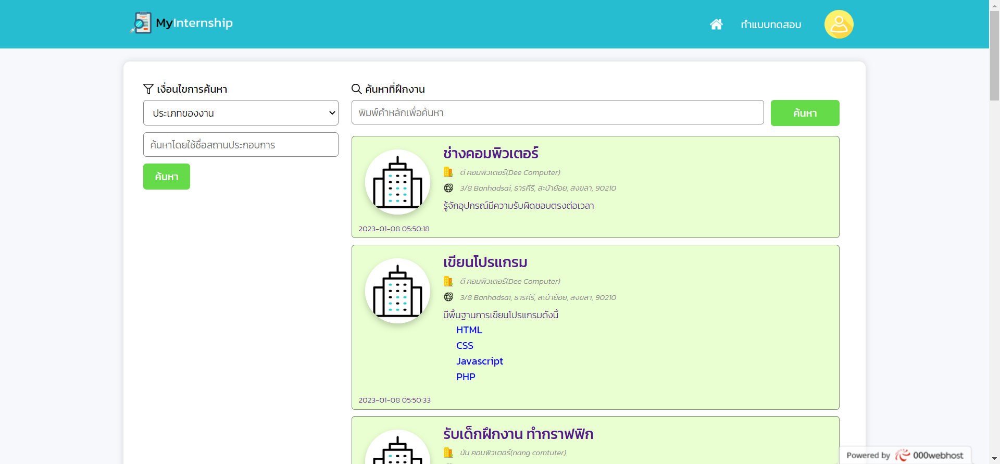 MyInternship
ทำแบบทดสอบ
เงื่อนไขการค้นหา
ประเภทของงาน
ค้นหาโดยใช้ชื่อสถานประกอบการ
ค้นหา
ค้นหาที่ฝึกงาน
พิมพ์คำหลักเพื่อค้นหา
ค้นหา
ช่างคอมพิวเตอร์
ดี คอมพิวเตอร์(Dee Computer)
3/8 Banhadsai, ธารคีรี, สะบ้าย้อย, สงขลา, 90210
รู้จักอุปกรณ์มีความรับผิดชอบตรงต่อเวลา
2023-01-08 05:50:18
เขียนโปรแกรม
ดี คอมพิวเตอร์(Dee Computer)
3/8 Banhadsai, ธารคีรี, สะบ้าย้อย, สงขลา, 90210
มีพื้นฐานการเขียนโปรแกรมดังนี้
HTML
CSS
Javascript
PHP
2023-01-08 05:50:33
รับเด็กฝึกงาน ทำกราฟฟิก
นัน คอมพิวเตอร์(nang comtuter)
Powered by 000webhost